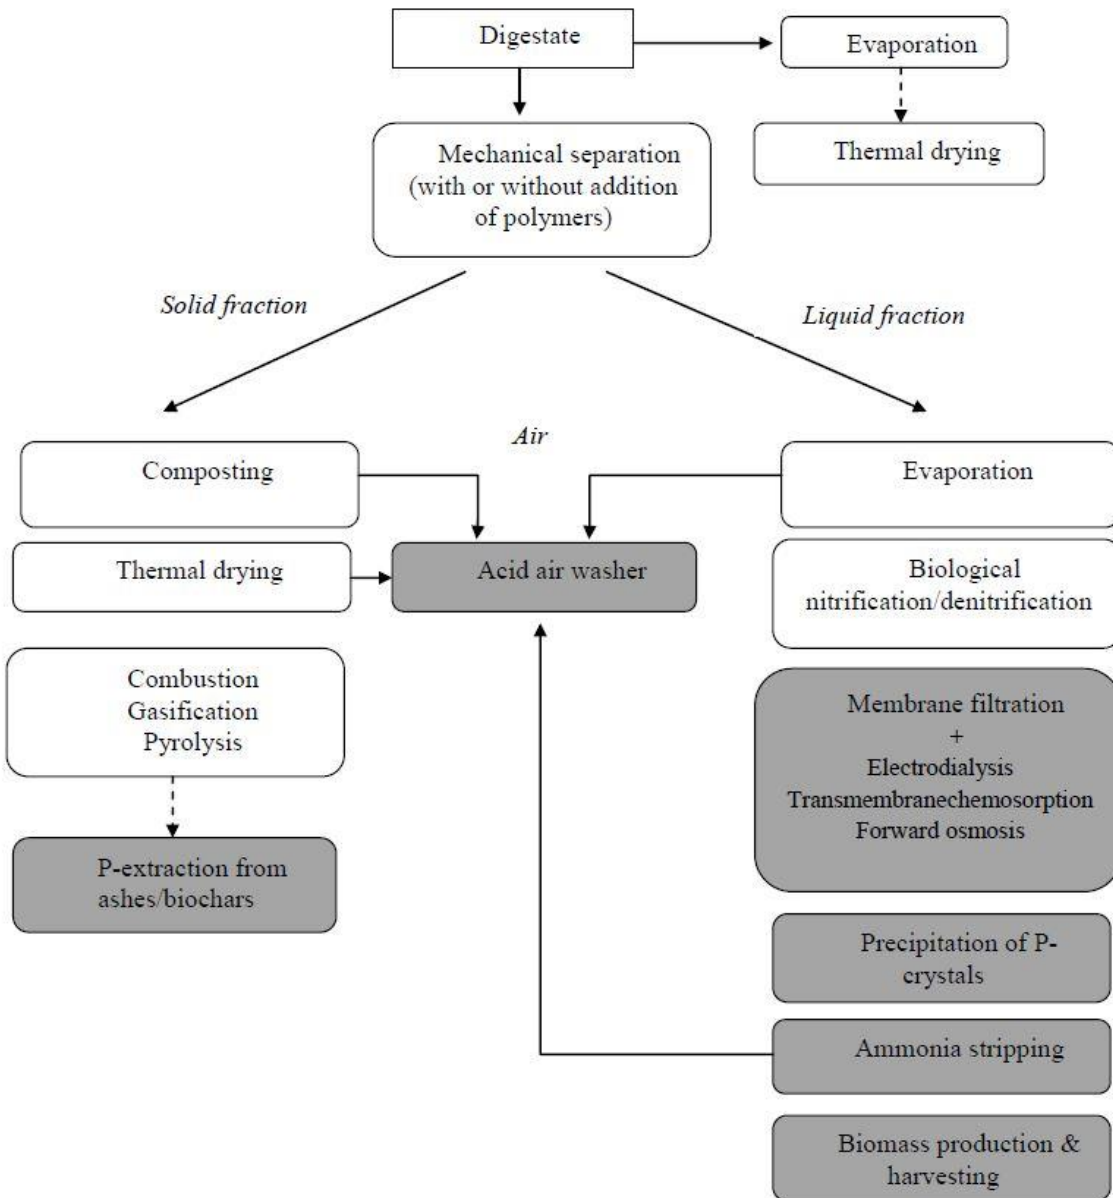 Digestate
Evaporation
Thermal drying
Mechanical separation
(with or without addition
of polymers)
Solid fraction
Liquid fraction
Air
Composting
Evaporation
Thermal drying
Acid air washer
Biological
nitrification/denitrification
Combustion
Gasification
Pyrolysis
Membrane filtration
+
Electrodialysis
Transmembranechemosorption
Forward osmosis
P-extraction from
ashes/biochars
Precipitation of P-
crystals
Ammonia stripping
Biomass production &
harvesting